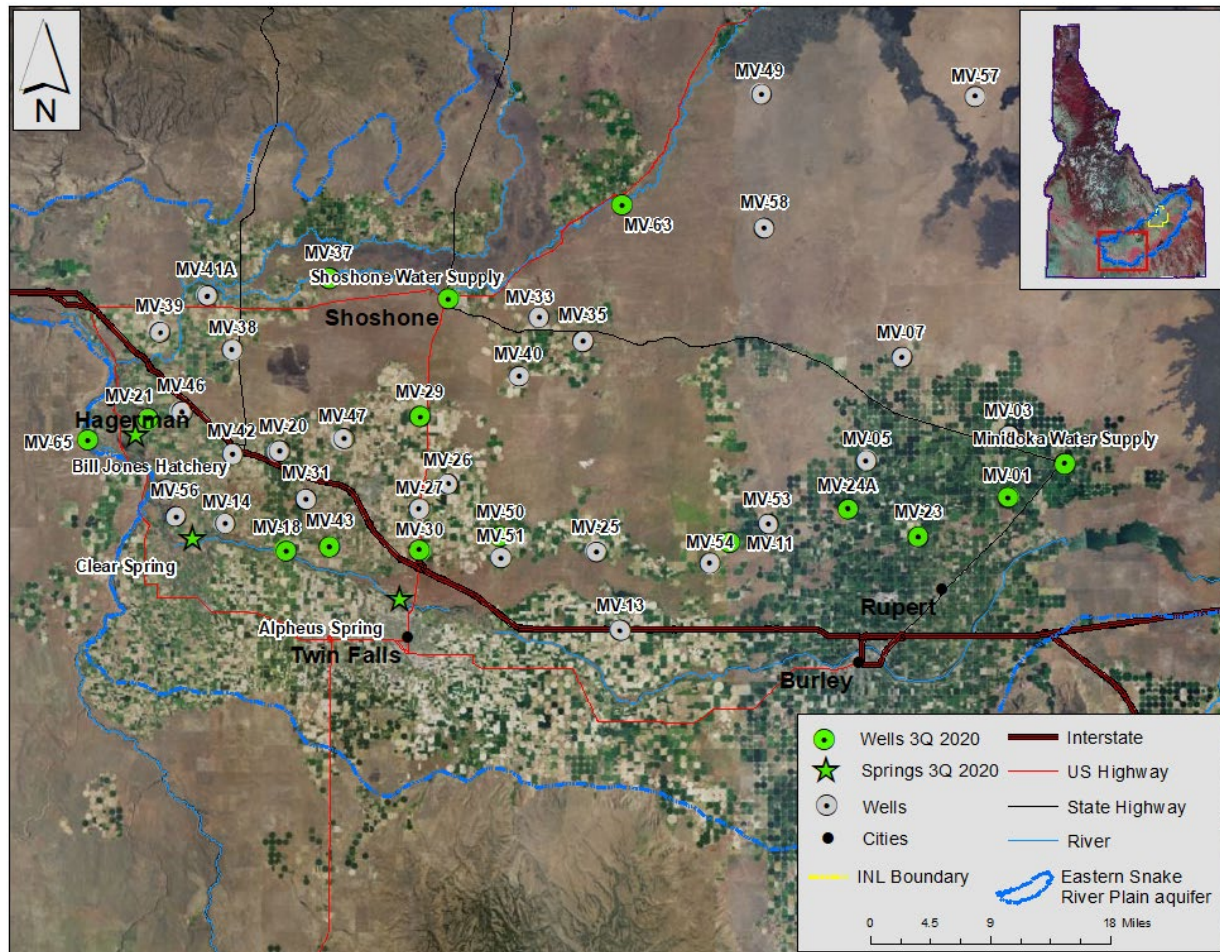 N
MV-49
MV-57
MV-58
MV-63
MV-37
MV-41A
Shoshone Water Supply
MV-39
MV-38
Shoshone
MV-33
MV-35
MV-40
MV-07
MV-21
MV-46
MV-29
Hagerman
MV-65
MV-42
MV-20
MV-47
MV-03
Minidoka Water Supply
Bill Jones Hatchery
MV-31
MV-26
MV-05
MV-56
MV-14
MV-27
MV-24A
MV-01
MV-18
MV-43
MV-30
MV-50
MV-51
MV-25
MV-53
MV-54
MV-11
MV-23
Clear Spring
MV-13
Rupert
Alpheus Spring
Twin Falls
Burley
Wells 3Q 2020
Interstate
Springs 3Q 2020
US Highway
Wells
State Highway
Cities
River
INL Boundary
Eastern Snake
River Plain aquifer
0 4.5 9 18 Miles